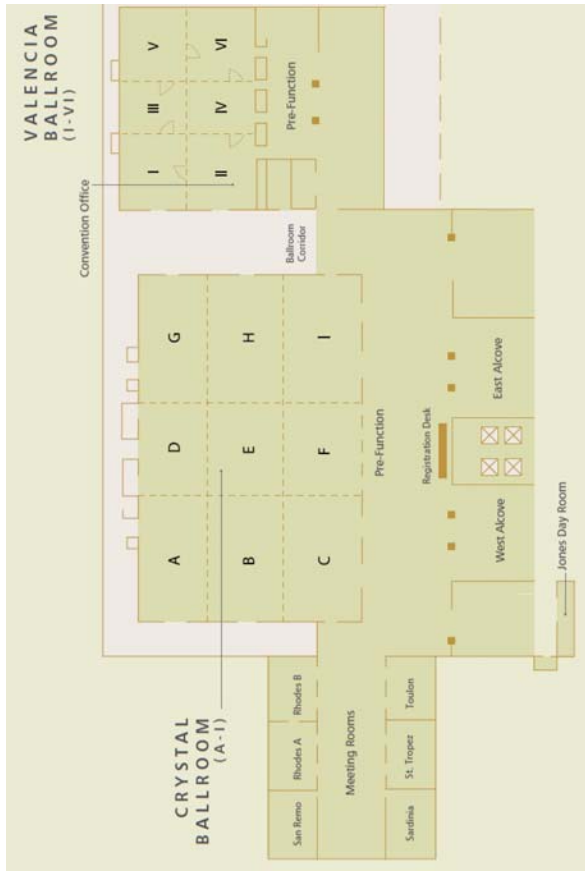 CRYSTAL
BALLROOM
(A-I)
VALENCIA
BALLROOM
(I-VI)
Convention Office
A
D
G
B
E
H
C
F
I
I
III
V
II
IV
VI
Pre-Function
Ballroom
Corridor
San Remo
Rhodes A
Rhodes B
Meeting Rooms
Sardinia
St. Tropez
Toulon
Pre-Function
Registration Desk
West Alcove
East Alcove
Jones Day Room